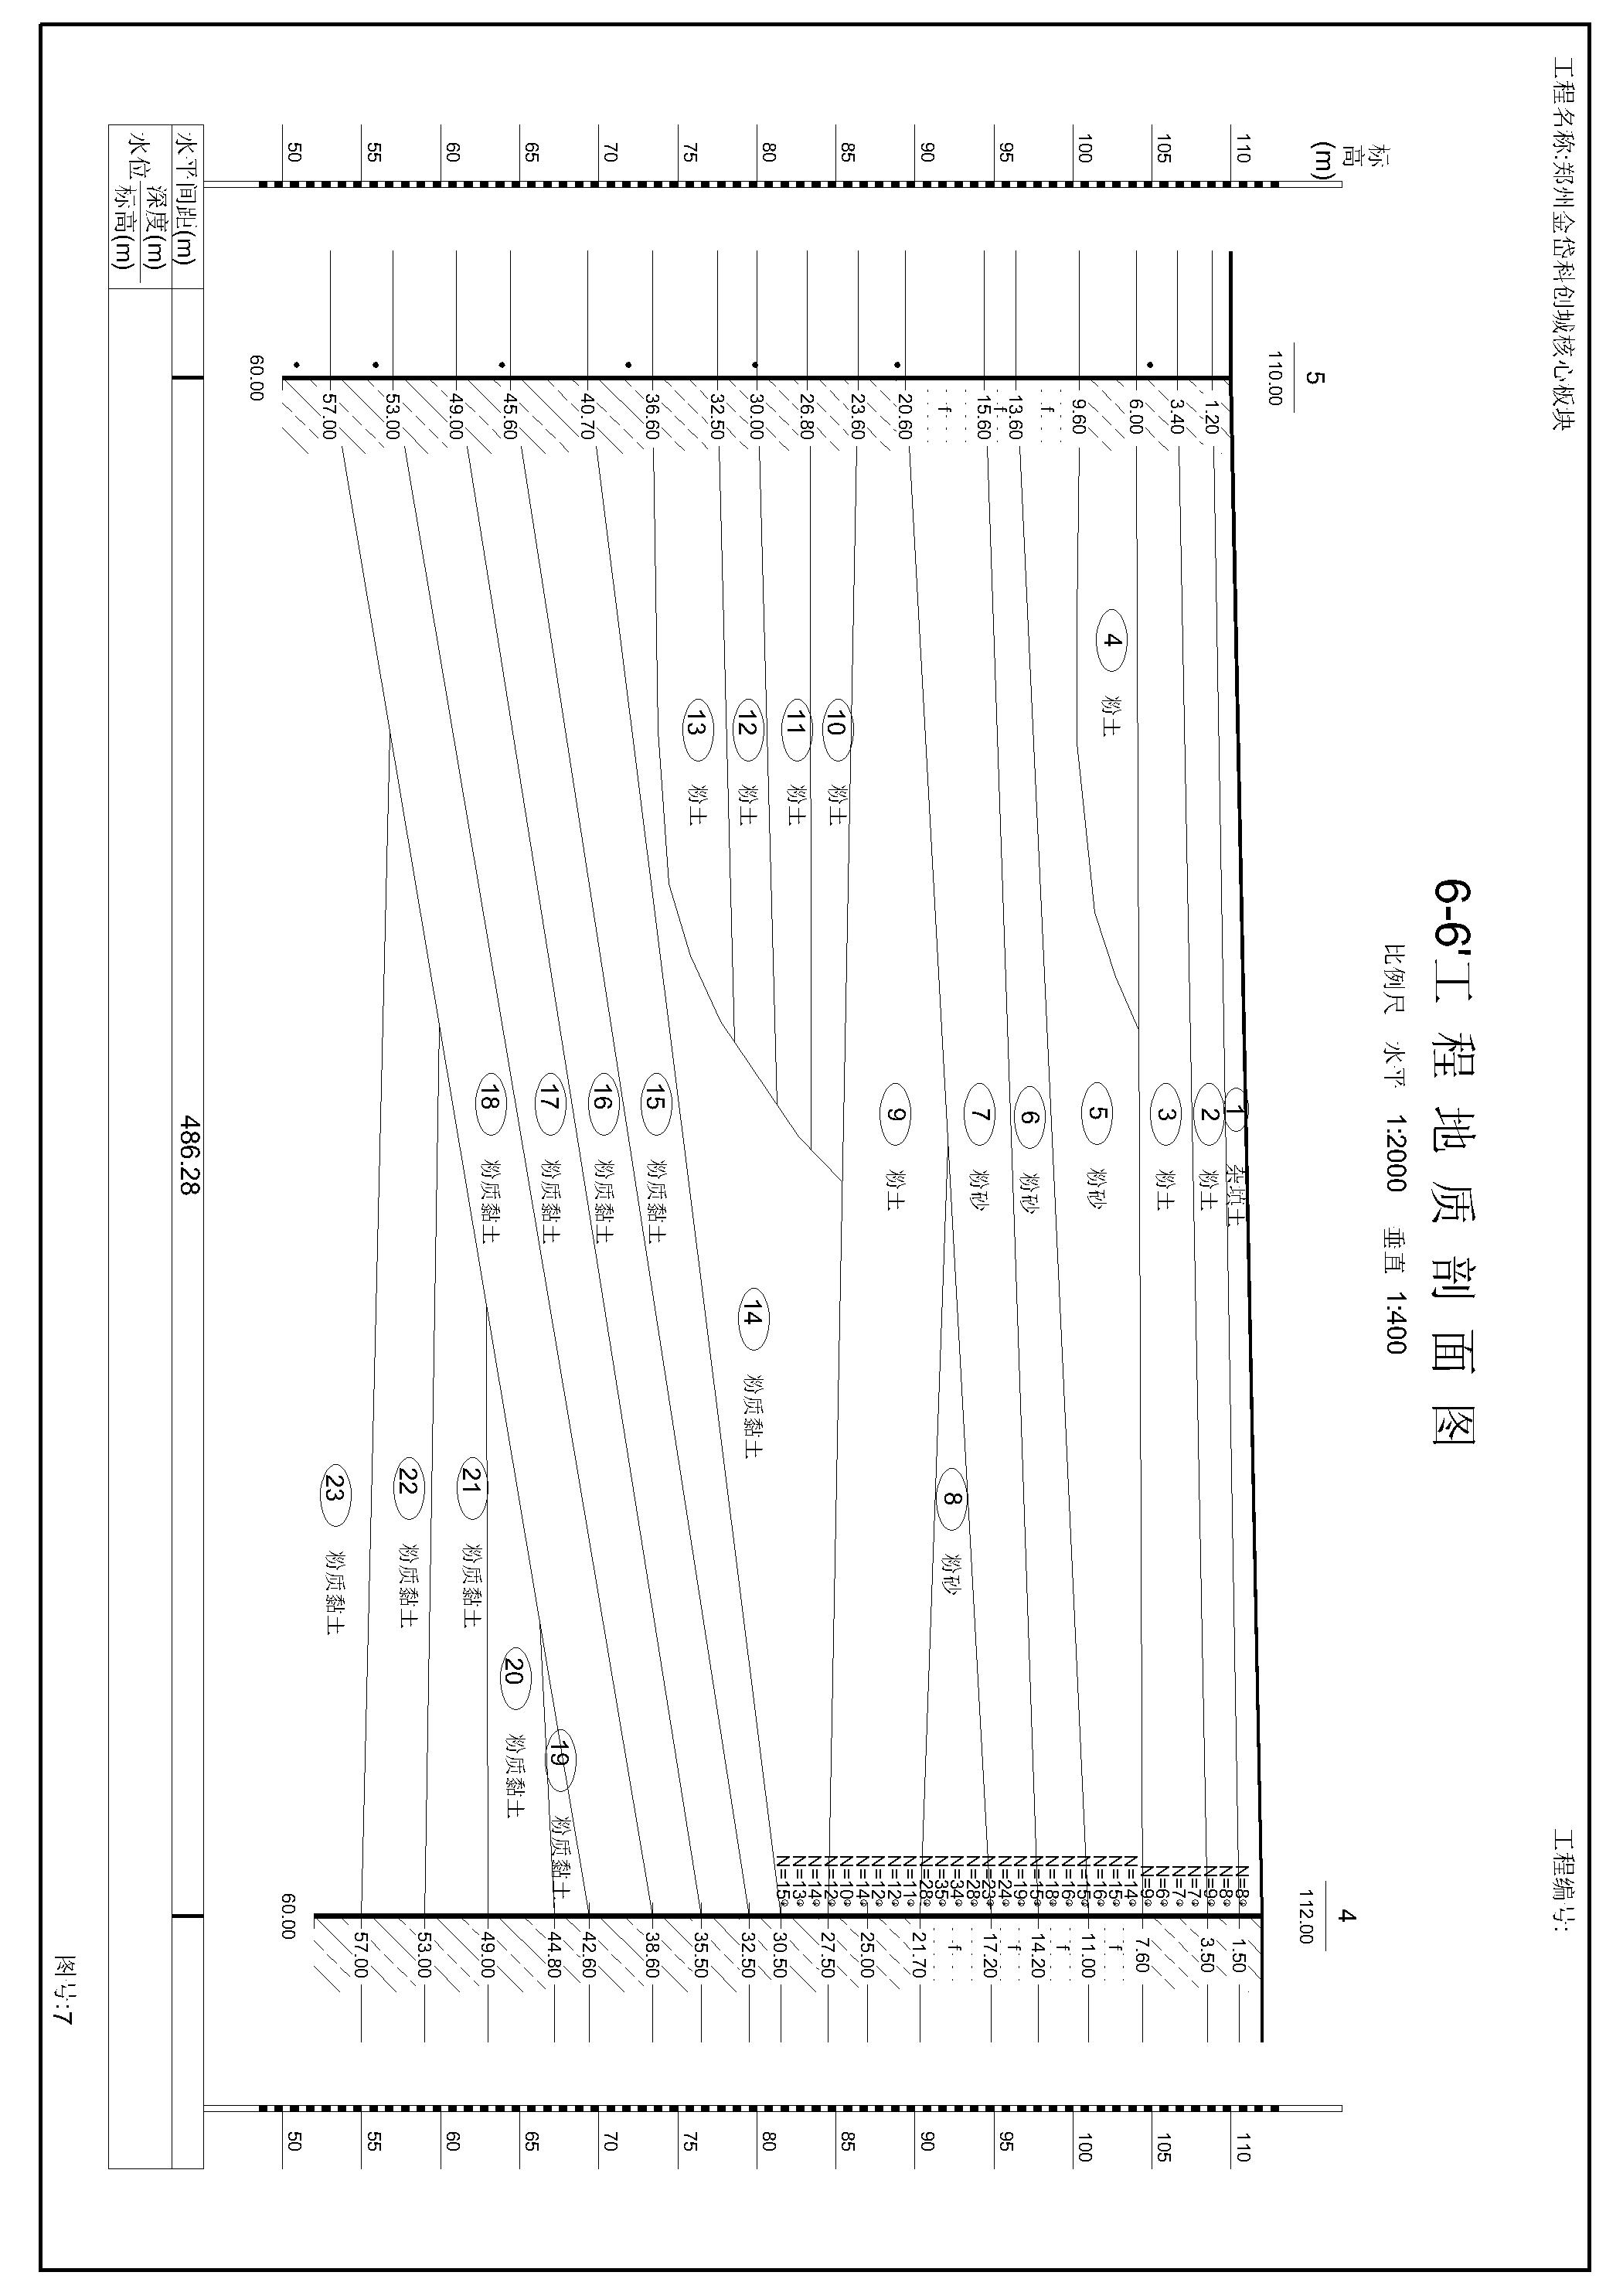 工程名称:郑州金岱科创城核心板块
工程编号:
6-6'工程地质剖面图
比例尺 水平 1:2000 垂直 1:400
标高(m)
5
110.00
4
112.00
110
105
100
95
90
85
80
75
70
65
60
55
50
1.20
3.40
6.00
9.60
f
13.60
f
15.60
f
20.60
23.60
26.80
30.00
32.50
36.60
40.70
45.60
49.00
53.00
57.00
60.00
1 杂填土
2 粉土
3 粉土
4 粉土
5 粉砂
6 粉砂
7 粉砂
8 粉砂
9 粉土
10 粉土
11 粉土
12 粉土
13 粉土
14 粉质黏土
15 粉质黏土
16 粉质黏土
17 粉质黏土
18 粉质黏土
19 粉质黏土
20 粉质黏土
21 粉质黏土
22 粉质黏土
23 粉质黏土
N=8
N=8
N=9
N=7
N=7
N=6
N=9
N=14
N=15
N=16
N=15
N=16
N=18
N=15
N=19
N=24
N=23
N=28
N=34
N=35
N=28
N=11
N=12
N=12
N=14
N=10
N=12
N=14
N=13
N=15
1.50
3.50
7.60
f
11.00
f
14.20
f
17.20
f
21.70
25.00
27.50
30.50
32.50
35.50
38.60
42.60
44.80
49.00
53.00
57.00
60.00
110
105
100
95
90
85
80
75
70
65
60
55
50
水平间距(m) 486.28
水位 深度(m)
标高(m)
图号:7